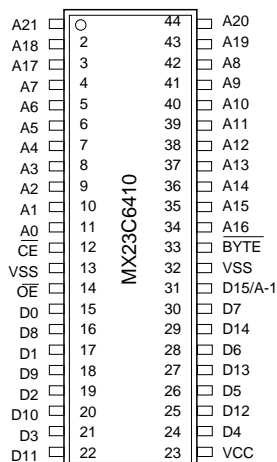 A21 44 A20
A18 2 43 A19
A17 3 42 A8
A7 4 41 A9
A6 5 40 A10
A5 6 39 A11
A4 7 38 A12
A3 8 37 A13
A2 9 36 A14
A1 10 35 A15
A0 11 34 A16
CE 12 33 BYTE
VSS 13 32 VSS
OE 14 31 D15/A-1
D0 15 30 D7
D8 16 29 D14
D1 17 28 D6
D9 18 27 D13
D2 19 26 D5
D10 20 25 D12
D3 21 24 D4
D11 22 23 VCC
MX23C6410